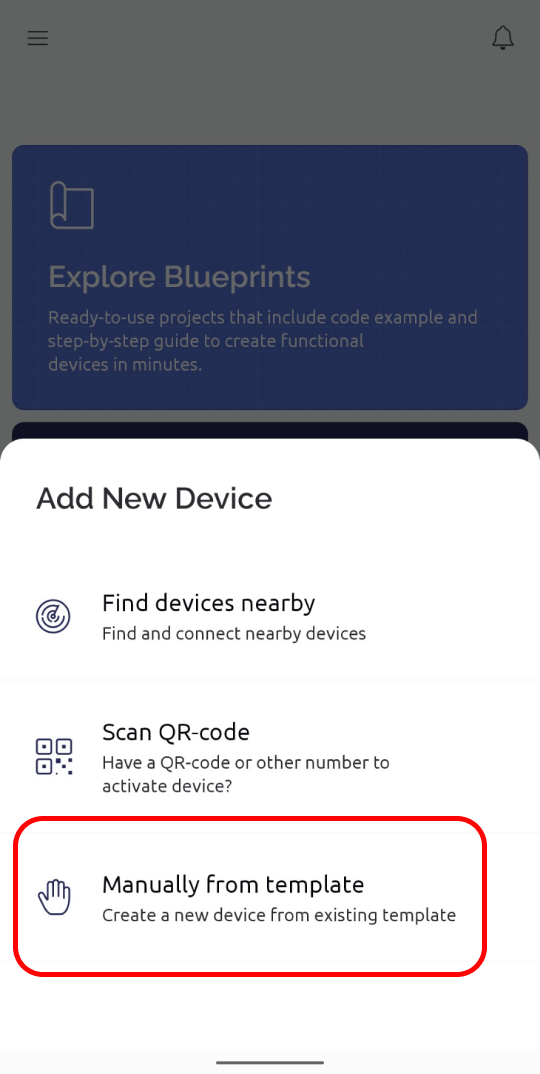 Explore Blueprints
Ready-to-use projects that include code example and
step-by-step guide to create functional
devices in minutes.
Add New Device
Find devices nearby
Find and connect nearby devices
Scan QR-code
Have a QR-code or other number to
activate device?
Manually from template
Create a new device from existing template